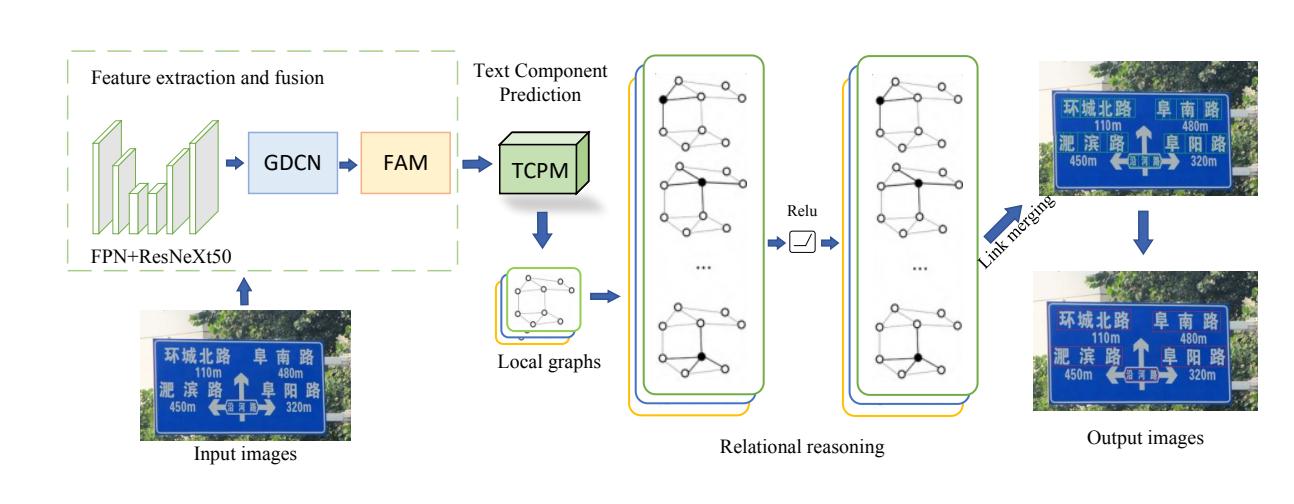 Feature extraction and fusion
GDCN
FAM
FPN+ResNeXt50
环城北路 阜南路
110m 480m
淝滨路 阜阳路
450m 沿河路 320m
Input images
Text Component
Prediction
TCPM
Local graphs
...
Relu
...
Relational reasoning
Link merging
环城北路 阜南路
110m 480m
淝滨路 阜阳路
450m 沿河路 320m
环城北路 阜南路
110m 480m
淝滨路 阜阳路
450m 沿河路 320m
Output images